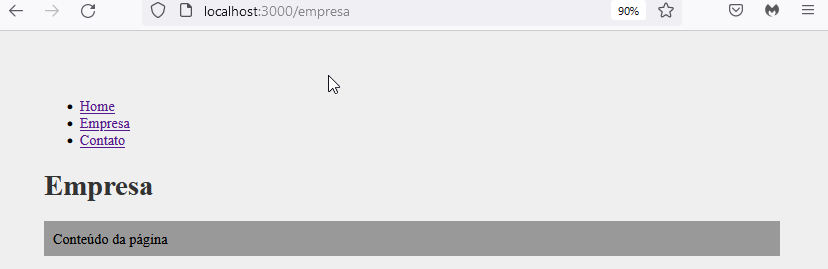 localhost:3000/empresa
90%
Home
Empresa
Contato
Empresa
Conteúdo da página